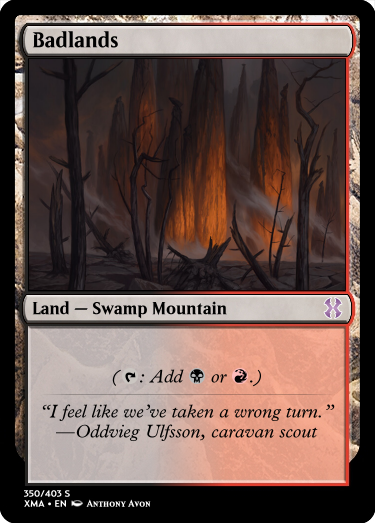 Badlands
Land — Swamp Mountain
( : Add or .)
“I feel like we’ve taken a wrong turn.”
—Oddvieg Ulfsson, caravan scout
350/403 S
XMA • EN Anthony Avon